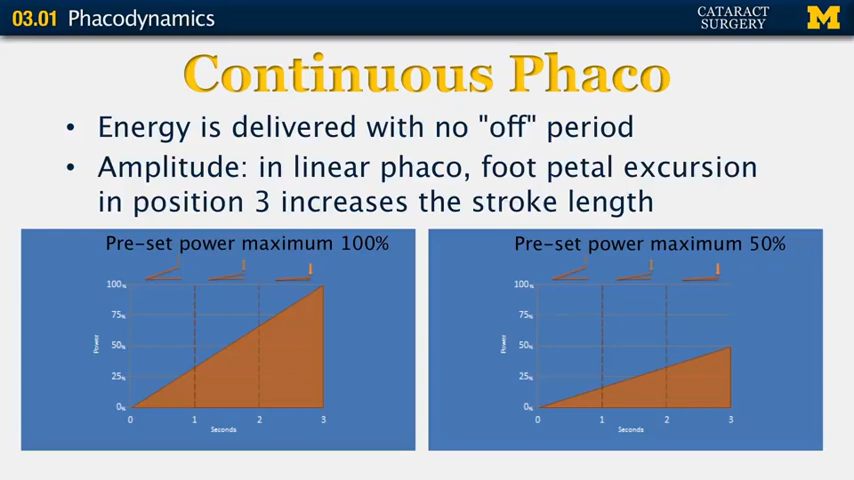 03.01 Phacodynamics
CATARACT
SURGERY
M
Continuous Phaco
• Energy is delivered with no "off" period
• Amplitude: in linear phaco, foot petal excursion
in position 3 increases the stroke length
Pre-set power maximum 100%
100%
75%
50%
25%
0%
Power
0 1 2 3
Seconds
Pre-set power maximum 50%
100%
75%
50%
25%
0%
Power
0 1 2 3
Seconds